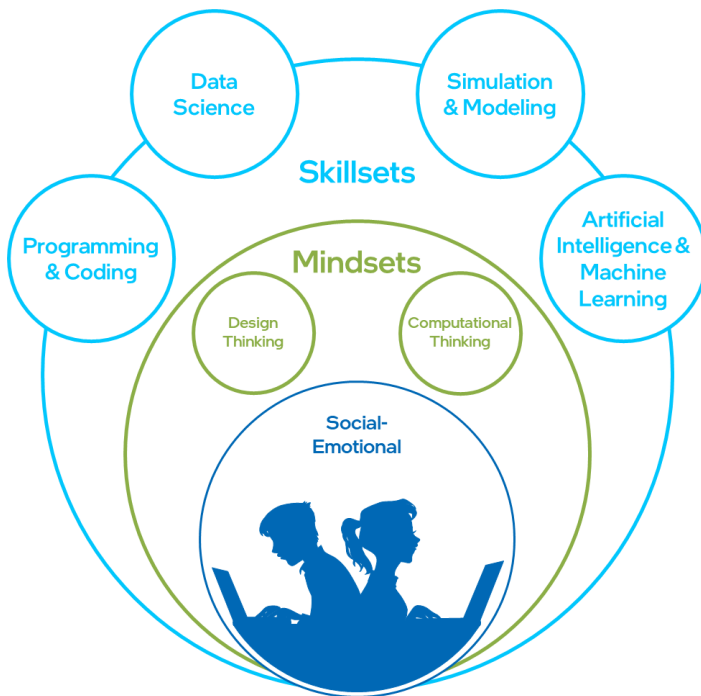 Data
Science
Simulation
& Modeling
Skillsets
Programming
& Coding
Artificial
Intelligence &
Machine
Learning
Mindsets
Design
Thinking
Computational
Thinking
Social-
Emotional